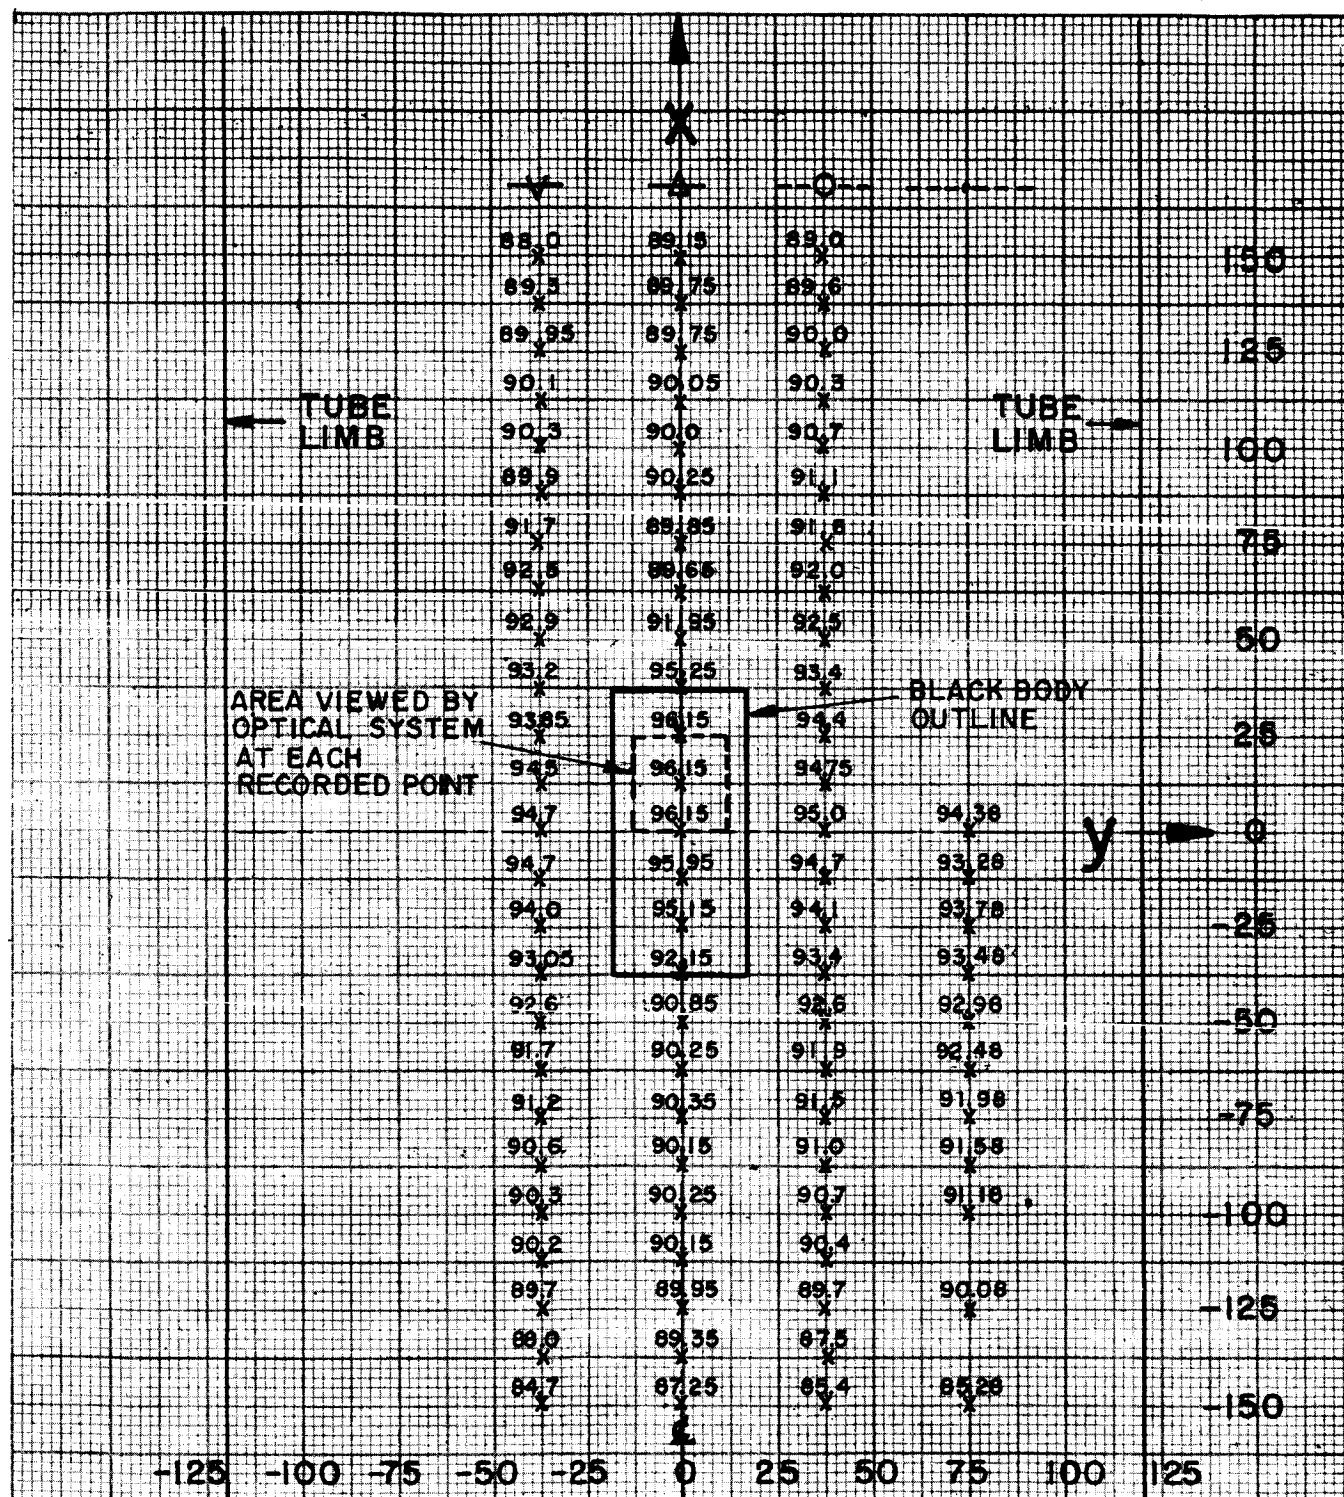 X
88.0 89.15 89.0
150
89.3 89.75 89.6
89.95 89.75 90.0
125
90.1 90.05 90.3
TUBE LIMB
TUBE LIMB
90.3 90.0 90.7
100
89.9 90.25 91.1
91.7 89.85 91.6
75
92.5 89.65 92.0
92.9 91.95 92.5
50
93.2 95.25 93.4
AREA VIEWED BY
OPTICAL SYSTEM
AT EACH
RECORDED POINT
BLACK BODY
OUTLINE
93.85 96.15 94.4
25
94.5 96.15 94.75
94.7 96.15 95.0 94.38
y 0
94.7 95.95 94.7 93.28
94.0 95.15 94.1 93.78
-25
93.05 92.15 93.4 93.48
92.6 90.85 92.6 92.98
-50
91.7 90.25 91.9 92.48
91.2 90.35 91.5 91.98
-75
90.6 90.15 91.0 91.58
90.3 90.25 90.7 91.18
-100
90.2 90.15 90.4
89.7 89.95 89.7 90.08
-125
88.0 89.35 87.5
84.7 87.25 85.4 85.28
-150
℄
-125 -100 -75 -50 -25 0 25 50 75 100 125